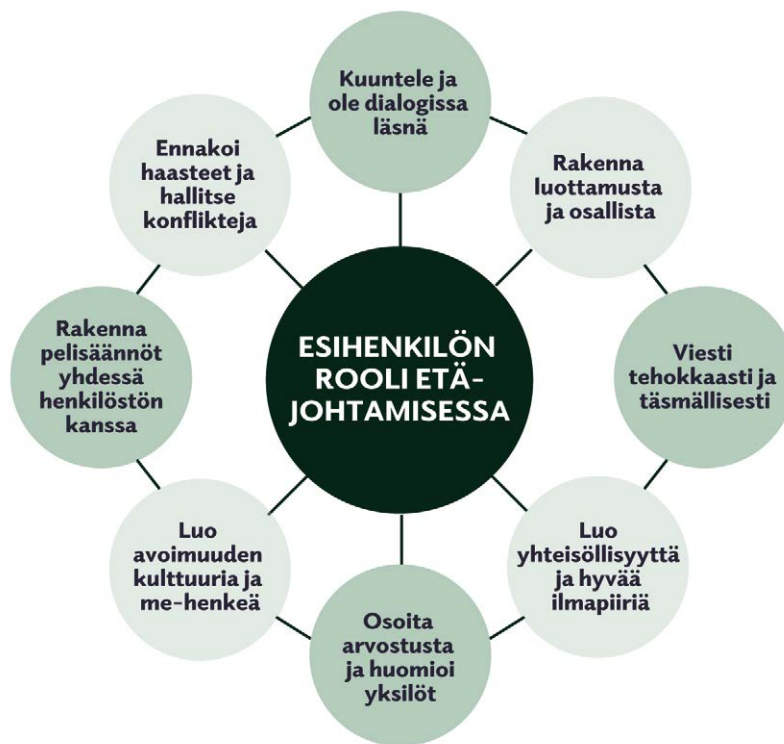 Kuuntele ja
ole dialogissa
läsnä
Rakenna
luottamusta
ja osallista
Viesti
tehokkaasti ja
täsmällisesti
Luo
yhteisöllisyyttä
ja hyvää
ilmapiiriä
Osoita
arvostusta
ja huomioi
yksilöt
Luo
avoimuuden
kulttuuria ja
me-henkeä
Rakenna
pelisäännöt
yhdessä
henkilöstön
kanssa
Ennakoi
haasteet ja
hallitse
konflikteja
ESIHENKILÖN
ROOLI ETÄ-
JOHTAMISESSA